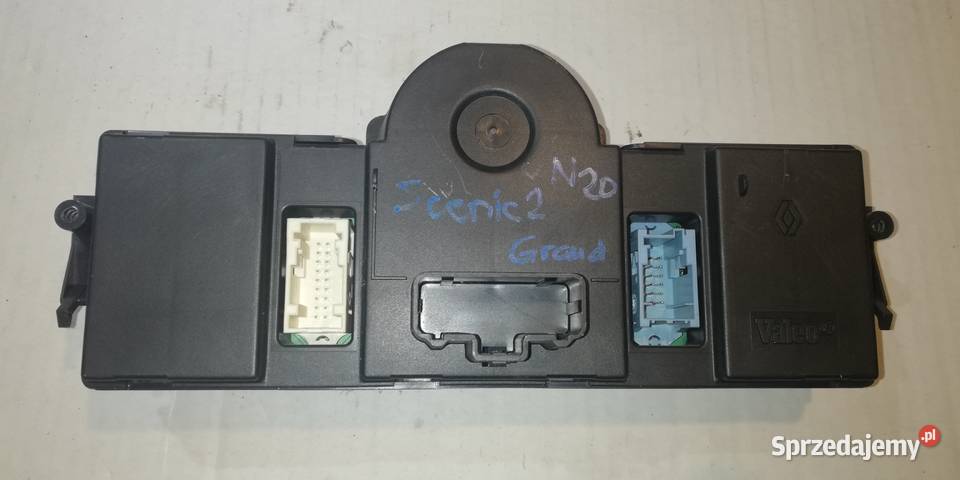 Scenic 2
N20
Grand
Valeo
Sprzedajemy.pl